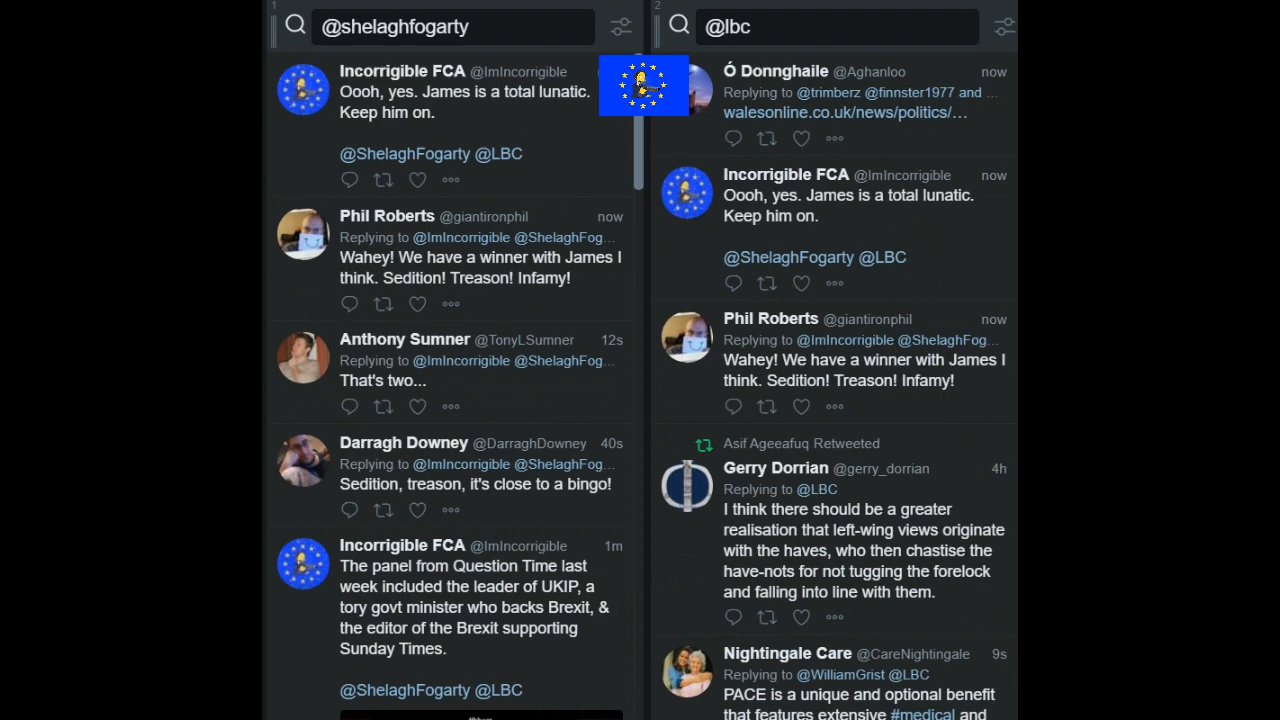 1
@shelaghfogarty
Incorrigible FCA @ImIncorrigible
Oooh, yes. James is a total lunatic.
Keep him on.
@ShelaghFogarty @LBC
Phil Roberts @giantironphil now
Replying to @ImIncorrigible @ShelaghFog...
Wahey! We have a winner with James I
think. Sedition! Treason! Infamy!
Anthony Sumner @TonyLSumner 12s
Replying to @ImIncorrigible @ShelaghFog...
That's two...
Darragh Downey @DarraghDowney 40s
Replying to @ImIncorrigible @ShelaghFog...
Sedition, treason, it's close to a bingo!
Incorrigible FCA @ImIncorrigible 1m
The panel from Question Time last
week included the leader of UKIP, a
tory govt minister who backs Brexit, &
the editor of the Brexit supporting
Sunday Times.
@ShelaghFogarty @LBC
2
@lbc
Ó Donnghaile @Aghanloo now
Replying to @trimberz @finnster1977 and ...
walesonline.co.uk/news/politics/...
Incorrigible FCA @ImIncorrigible now
Oooh, yes. James is a total lunatic.
Keep him on.
@ShelaghFogarty @LBC
Phil Roberts @giantironphil now
Replying to @ImIncorrigible @ShelaghFog...
Wahey! We have a winner with James I
think. Sedition! Treason! Infamy!
Asif Ageeafuq Retweeted
Gerry Dorrian @gerry_dorrian 4h
Replying to @LBC
I think there should be a greater
realisation that left-wing views originate
with the haves, who then chastise the
have-nots for not tugging the forelock
and falling into line with them.
Nightingale Care @CareNightingale 9s
Replying to @WilliamGrist @LBC
PACE is a unique and optional benefit
that features extensive #medical and